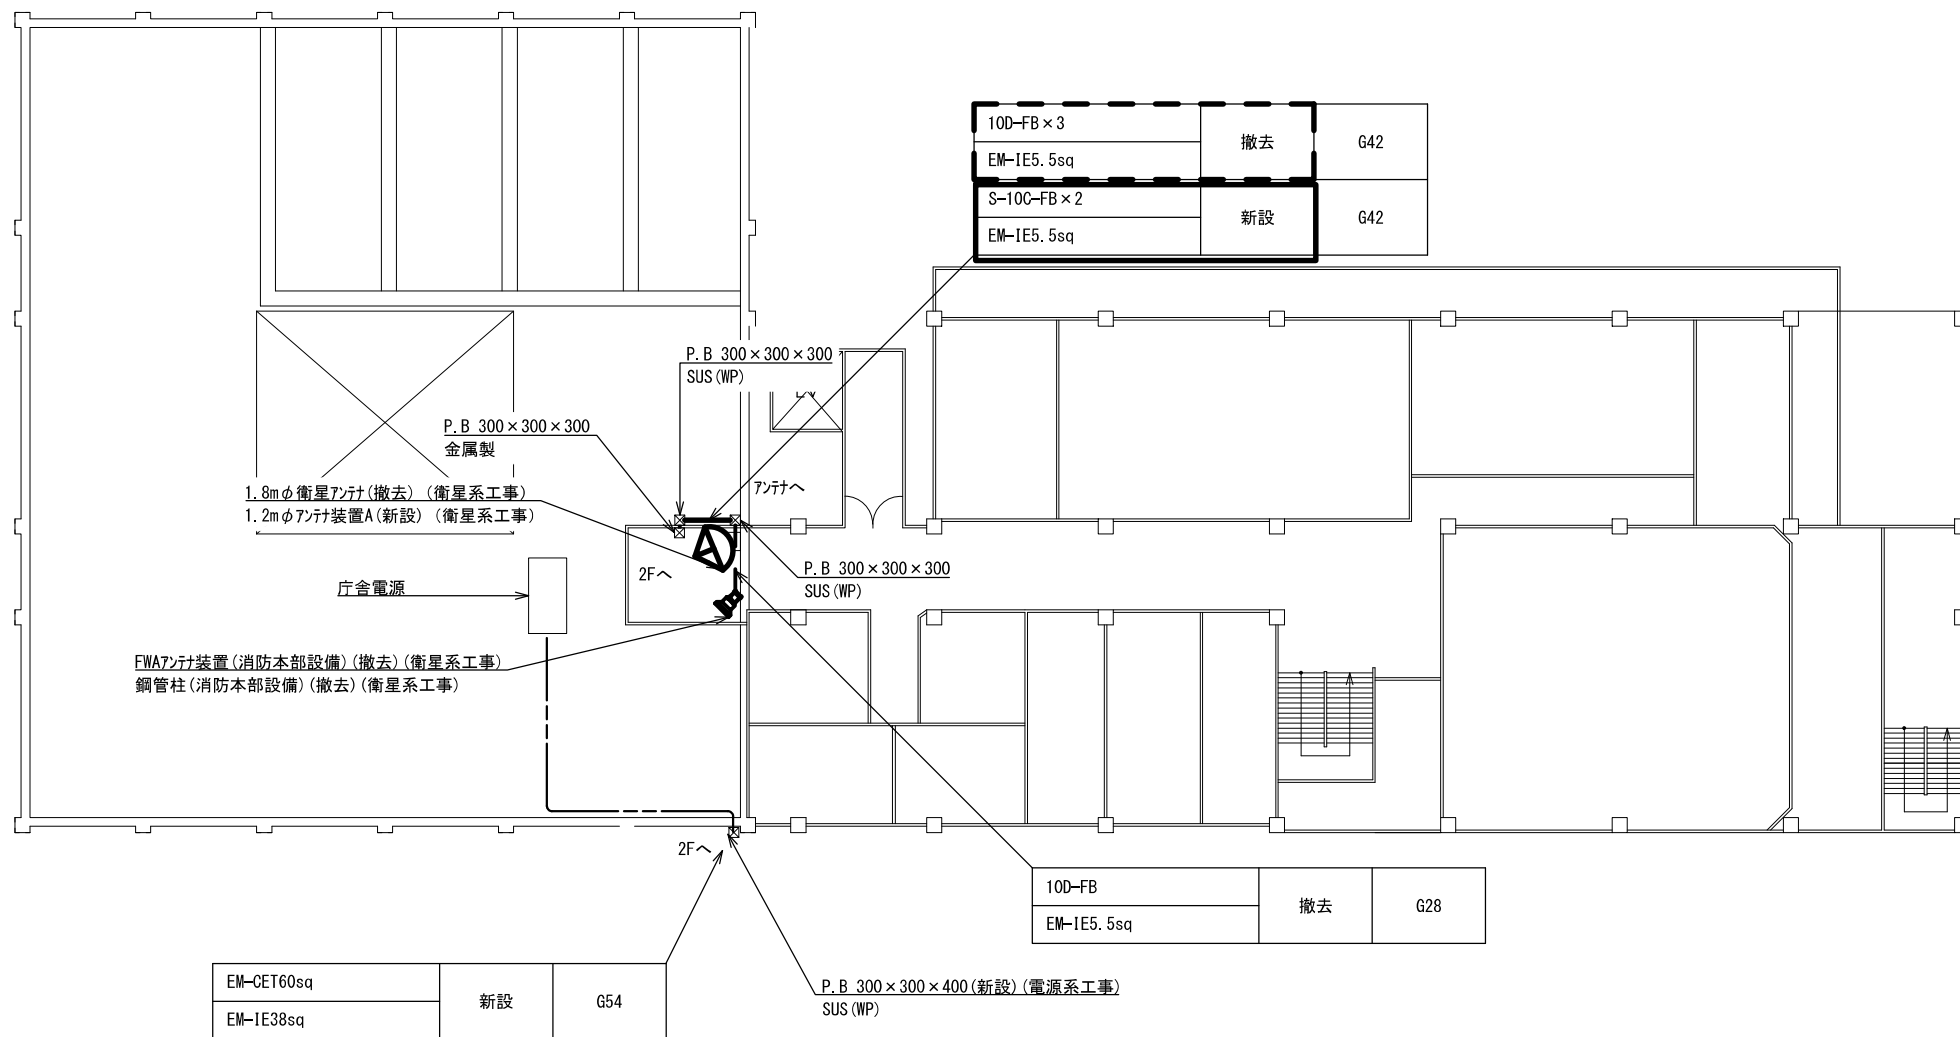 10D-FB×3
撤去
G42
EM-IE5.5sq
S-10C-FB×2
新設
G42
EM-IE5.5sq
P.B 300×300×300
SUS(WP)
P.B 300×300×300
金属製
アンテナへ
1.8mφ衛星アンテナ(撤去) (衛星系工事)
1.2mφアンテナ装置A(新設) (衛星系工事)
2Fへ
P.B 300×300×300
SUS(WP)
庁舎電源
FWAアンテナ装置(消防本部設備)(撤去)(衛星系工事)
鋼管柱(消防本部設備)(撤去)(衛星系工事)
2Fへ
10D-FB
撤去
G28
EM-IE5.5sq
EM-CET60sq
新設
G54
EM-IE38sq
P.B 300×300×400(新設)(電源系工事)
SUS(WP)